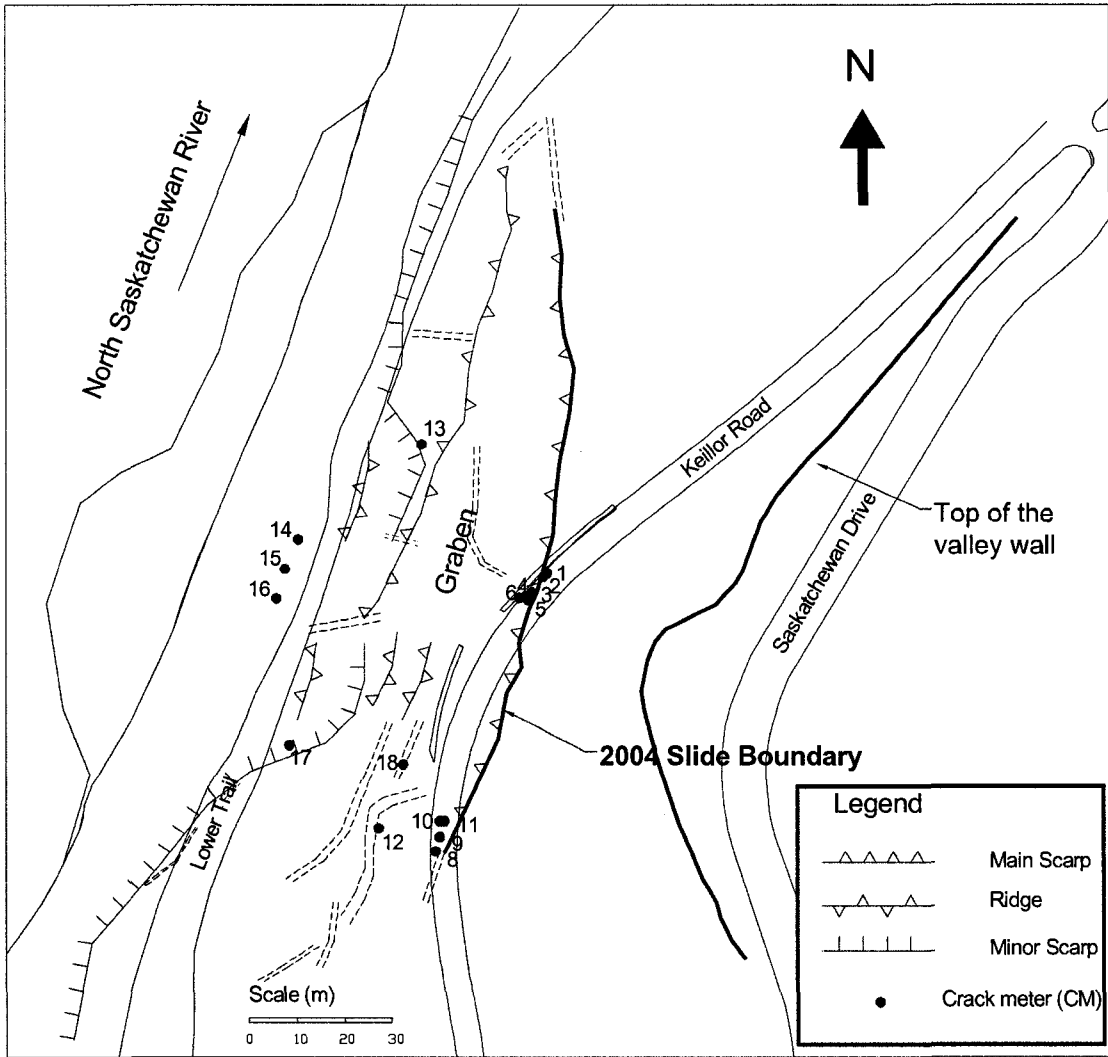 N
North Saskatchewan River
13
Keillor Road
Graben
14
15
16
Top of the
valley wall
1
2
3
4
5
6
Saskatchewan Drive
17
2004 Slide Boundary
18
Lower Trail
10
11
12
9
8
Scale (m)
0 10 20 30
Legend
Main Scarp
Ridge
Minor Scarp
Crack meter (CM)